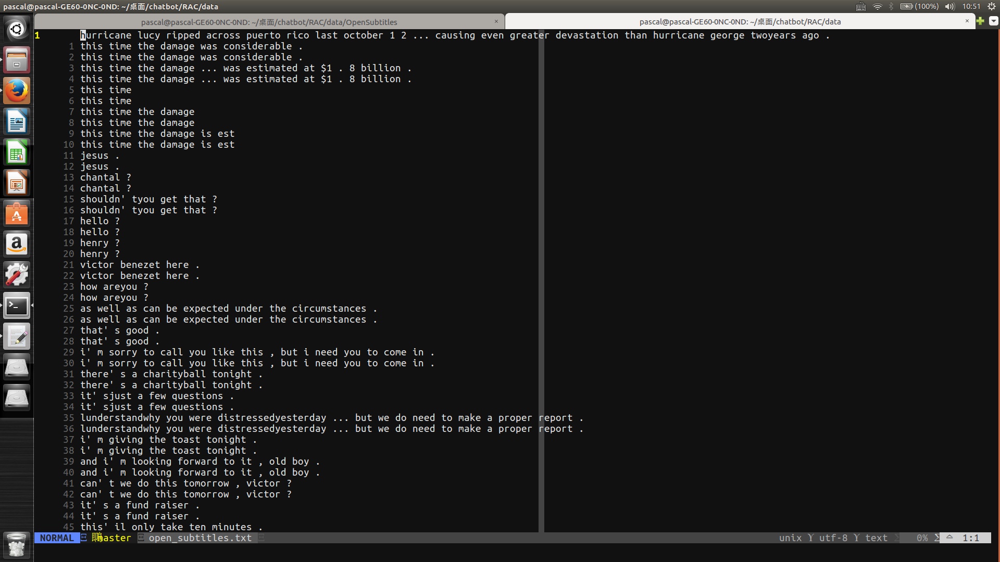 pascal@pascal-GE60-0NC-0ND: ~/桌面/chatbot/RAC/data (100%) 10:51
pascal@pascal-GE60-0NC-0ND: ~/桌面/chatbot/RAC/data/OpenSubtitles × pascal@pascal-GE60-0NC-0ND: ~/桌面/chatbot/RAC/data ×
1 hurricane lucy ripped across puerto rico last october 1 2 ... causing even greater devastation than hurricane george twoyears ago .
1 this time the damage was considerable .
2 this time the damage was considerable .
3 this time the damage ... was estimated at $1 . 8 billion .
4 this time the damage ... was estimated at $1 . 8 billion .
5 this time
6 this time
7 this time the damage
8 this time the damage
9 this time the damage is est
10 this time the damage is est
11 jesus .
12 jesus .
13 chantal ?
14 chantal ?
15 shouldn' tyou get that ?
16 shouldn' tyou get that ?
17 hello ?
18 hello ?
19 henry ?
20 henry ?
21 victor benezet here .
22 victor benezet here .
23 how areyou ?
24 how areyou ?
25 as well as can be expected under the circumstances .
26 as well as can be expected under the circumstances .
27 that' s good .
28 that' s good .
29 i' m sorry to call you like this , but i need you to come in .
30 i' m sorry to call you like this , but i need you to come in .
31 there' s a charityball tonight .
32 there' s a charityball tonight .
33 it' sjust a few questions .
34 it' sjust a few questions .
35 lunderstandwhy you were distressedyesterday ... but we do need to make a proper report .
36 lunderstandwhy you were distressedyesterday ... but we do need to make a proper report .
37 i' m giving the toast tonight .
38 i' m giving the toast tonight .
39 and i' m looking forward to it , old boy .
40 and i' m looking forward to it , old boy .
41 can' t we do this tomorrow , victor ?
42 can' t we do this tomorrow , victor ?
43 it' s a fund raiser .
44 it' s a fund raiser .
45 this' il only take ten minutes .
NORMAL master open_subtitles.txt unix utf-8 text 0% 1:1